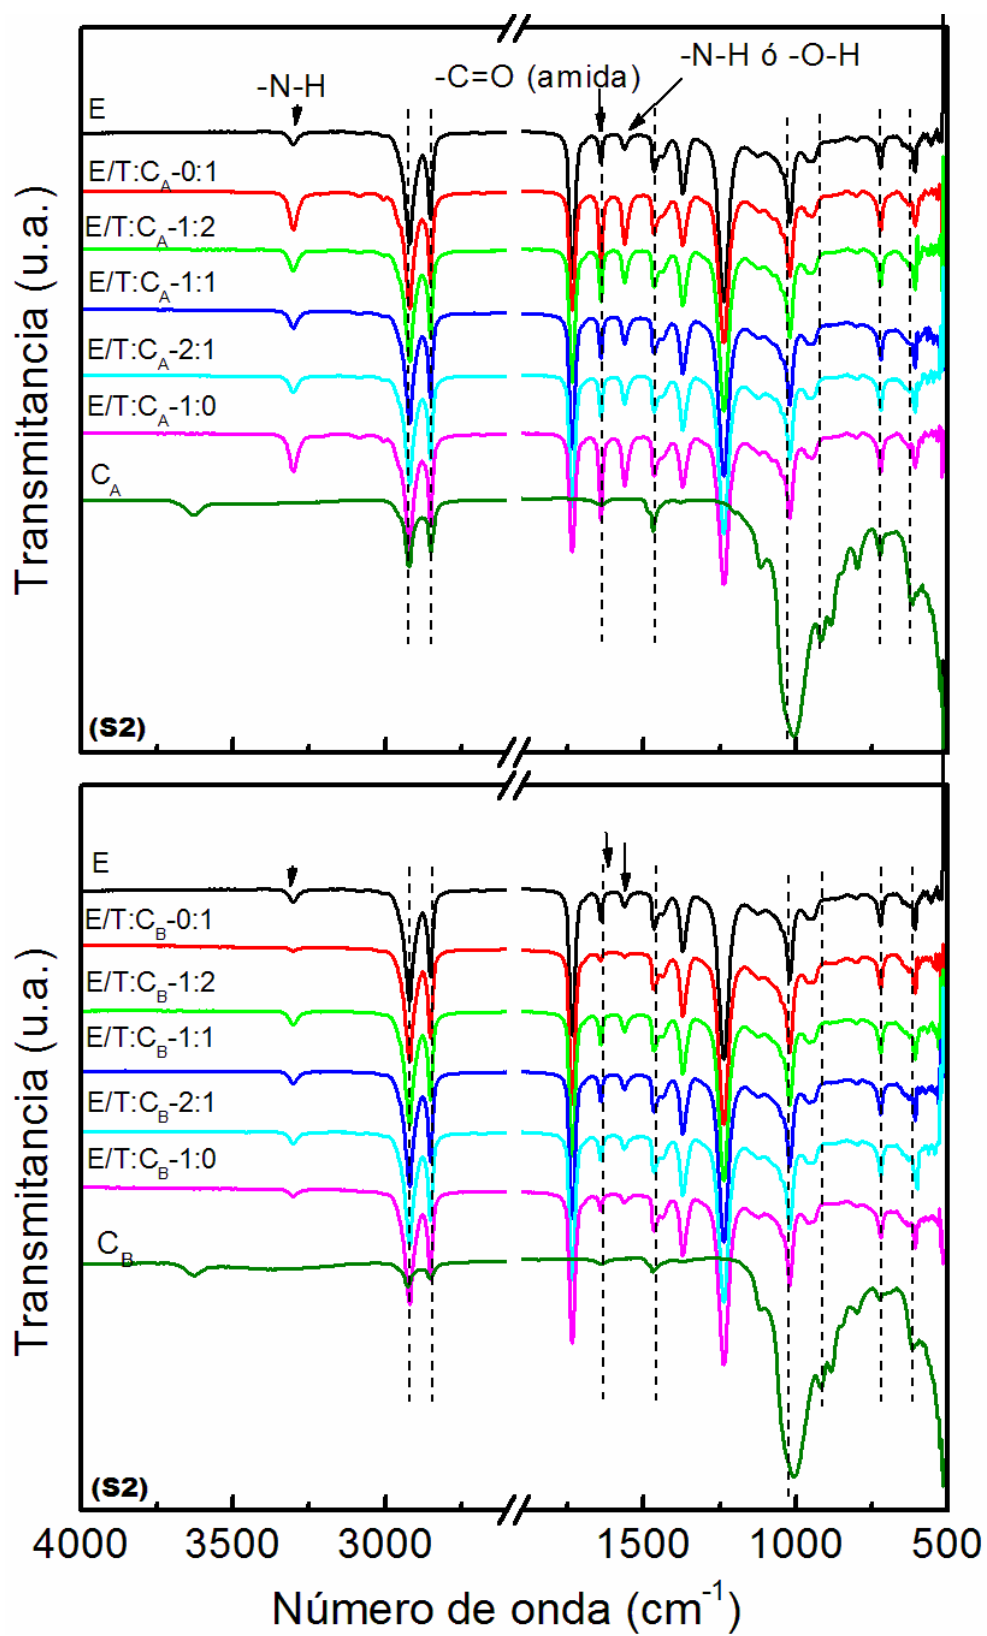 -N-H ó -O-H
-C=O (amida)
-N-H
E
E/T:C_A-0:1
E/T:C_A-1:2
E/T:C_A-1:1
E/T:C_A-2:1
E/T:C_A-1:0
C_A
Transmitancia (u.a.)
(S2)
E
E/T:C_B-0:1
E/T:C_B-1:2
E/T:C_B-1:1
E/T:C_B-2:1
E/T:C_B-1:0
C_B
Transmitancia (u.a.)
(S2)
4000 3500 3000 1500 1000 500
Número de onda (cm⁻¹)